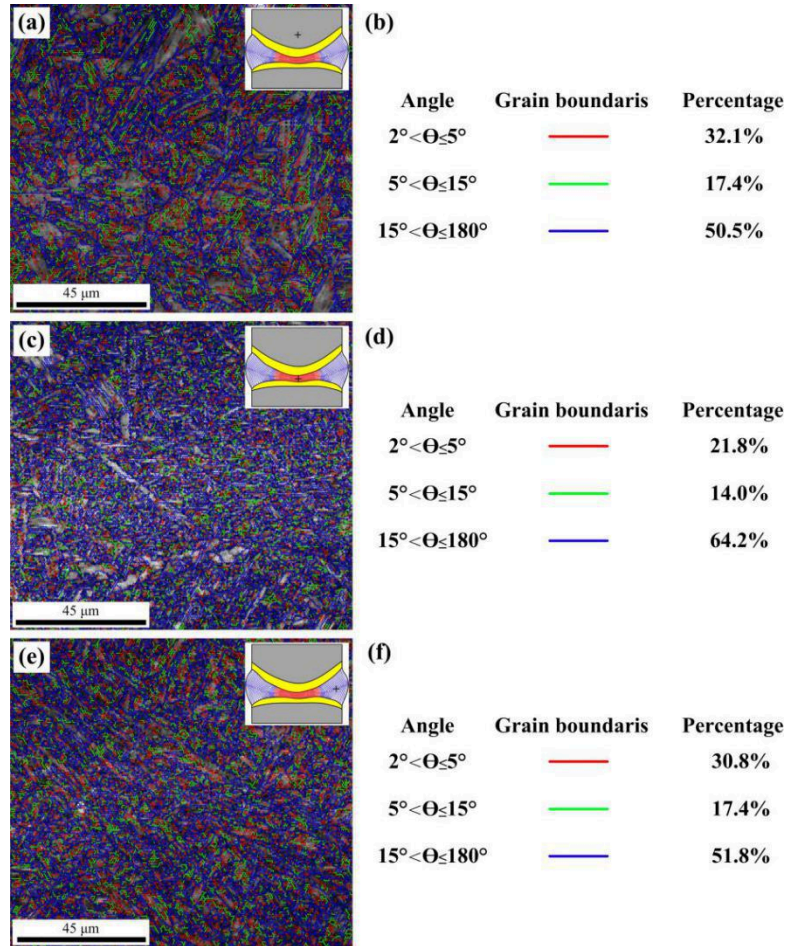 (a)
45 μm
(b)
Angle Grain boundaris Percentage
2°<Θ≤5° 32.1%
5°<Θ≤15° 17.4%
15°<Θ≤180° 50.5%
(c)
45 μm
(d)
Angle Grain boundaris Percentage
2°<Θ≤5° 21.8%
5°<Θ≤15° 14.0%
15°<Θ≤180° 64.2%
(e)
45 μm
(f)
Angle Grain boundaris Percentage
2°<Θ≤5° 30.8%
5°<Θ≤15° 17.4%
15°<Θ≤180° 51.8%